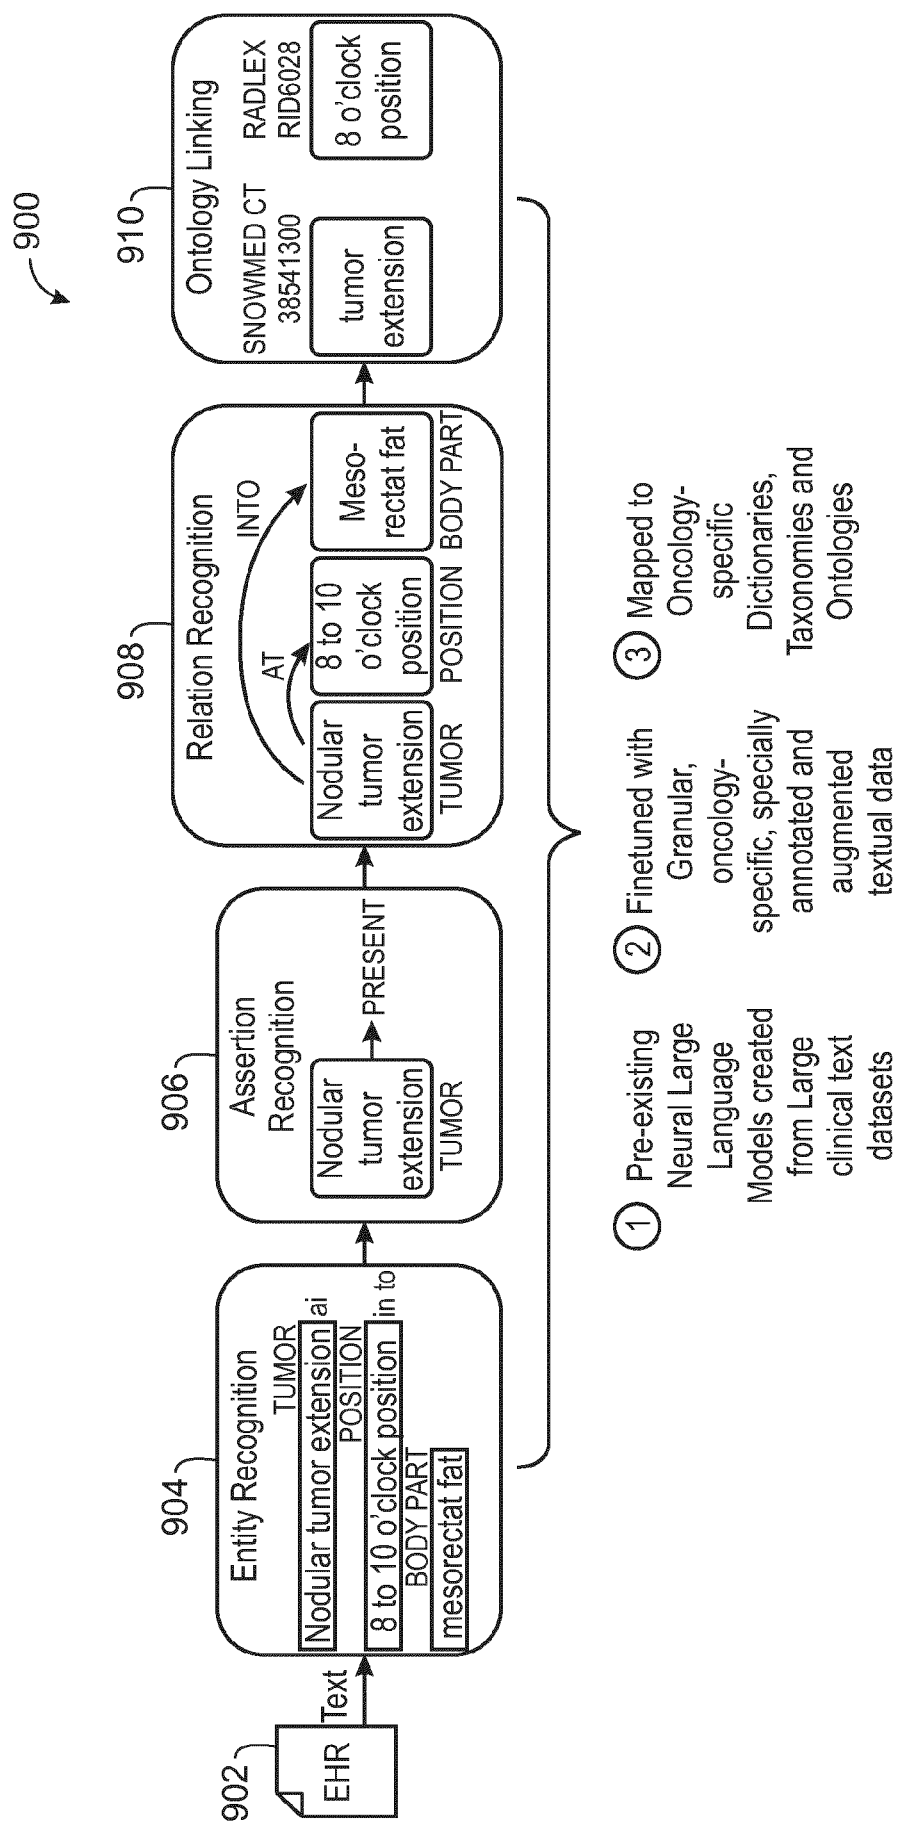 900
902
EHR
Text
904
Entity Recognition
TUMOR
Nodular tumor extension ai
POSITION
8 to 10 o'clock position in to
BODY PART
mesorectat fat
906
Assertion
Recognition
Nodular
tumor
extension
PRESENT
TUMOR
908
Relation Recognition
INTO
AT
Nodular
tumor
extension
TUMOR
8 to 10
o'clock
position
POSITION
Meso-
rectat fat
BODY PART
910
Ontology Linking
SNOWMED CT
38541300
tumor
extension
RADLEX
RID6028
8 o'clock
position
1 Pre-existing
Neural Large
Language
Models created
from Large
clinical text
datasets
2 Finetuned with
Granular,
oncology-
specific, specially
annotated and
augmented
textual data
3 Mapped to
Oncology-
specific
Dictionaries,
Taxonomies and
Ontologies